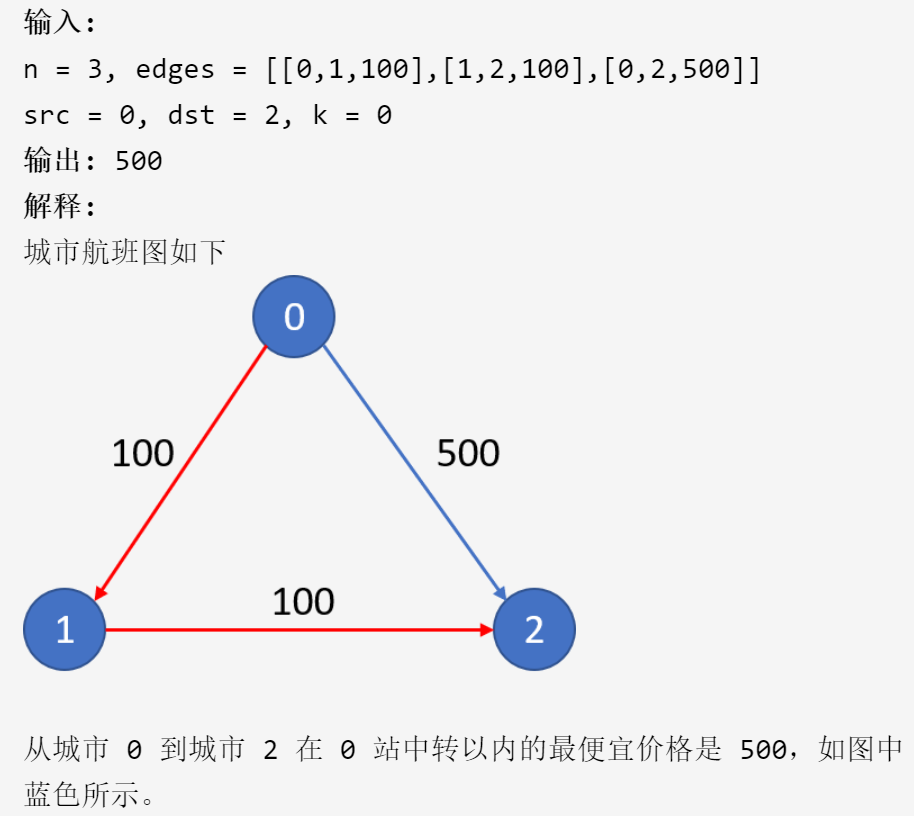 输入：
n = 3, edges = [[0,1,100],[1,2,100],[0,2,500]]
src = 0, dst = 2, k = 0
输出：500
解释：
城市航班图如下
0
100
500
100
1
2
从城市 0 到城市 2 在 0 站中转以内的最便宜价格是 500，如图中
蓝色所示。